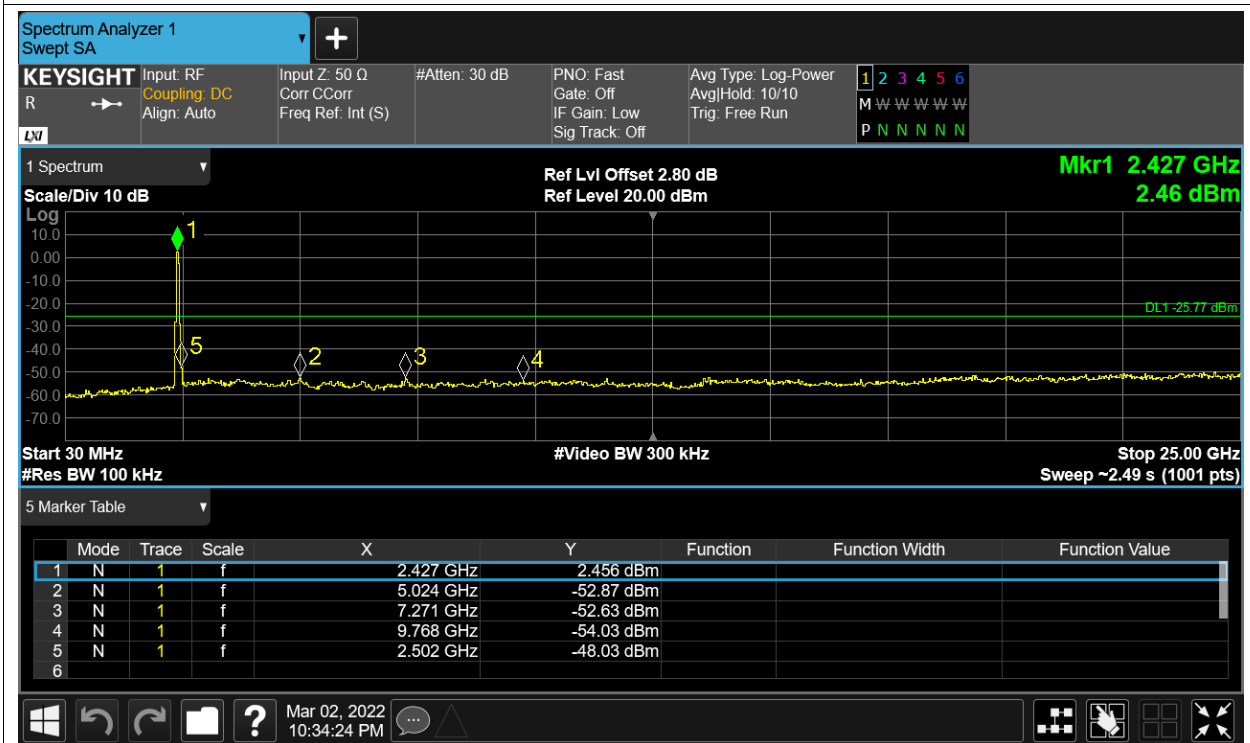 Spectrum Analyzer 1
Swept SA
KEYSIGHT Input: RF Input Z: 50 Ω #Atten: 30 dB PNO: Fast Avg Type: Log-Power 1 2 3 4 5 6
R Coupling: DC Corr CCorr Gate: Off Avg|Hold: 10/10 M W W W W W
Align: Auto Freq Ref: Int (S) IF Gain: Low Trig: Free Run
LXI Sig Track: Off P N N N N N
1 Spectrum Ref Lvl Offset 2.80 dB Mkr1 2.427 GHz
Scale/Div 10 dB Ref Level 20.00 dBm 2.46 dBm
Log
10.0 1
0.00
-10.0
-20.0 DL1 -25.77 dBm
-30.0
-40.0 5 2 3 4
-50.0
-60.0
-70.0
Start 30 MHz #Video BW 300 kHz Stop 25.00 GHz
#Res BW 100 kHz Sweep ~2.49 s (1001 pts)
5 Marker Table
Mode Trace Scale X Y Function Function Width Function Value
1 N 1 f 2.427 GHz 2.456 dBm
2 N 1 f 5.024 GHz -52.87 dBm
3 N 1 f 7.271 GHz -52.63 dBm
4 N 1 f 9.768 GHz -54.03 dBm
5 N 1 f 2.502 GHz -48.03 dBm
6
? Mar 02, 2022
10:34:24 PM